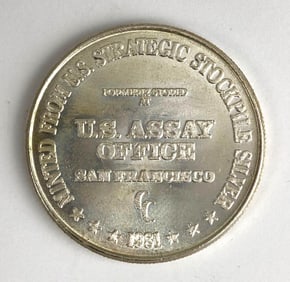 MINTED FROM U.S. STRATEGIC STOCKPILE SILVER
FORMERLY STORED
AT
U.S. ASSAY
OFFICE
SAN FRANCISCO
1981